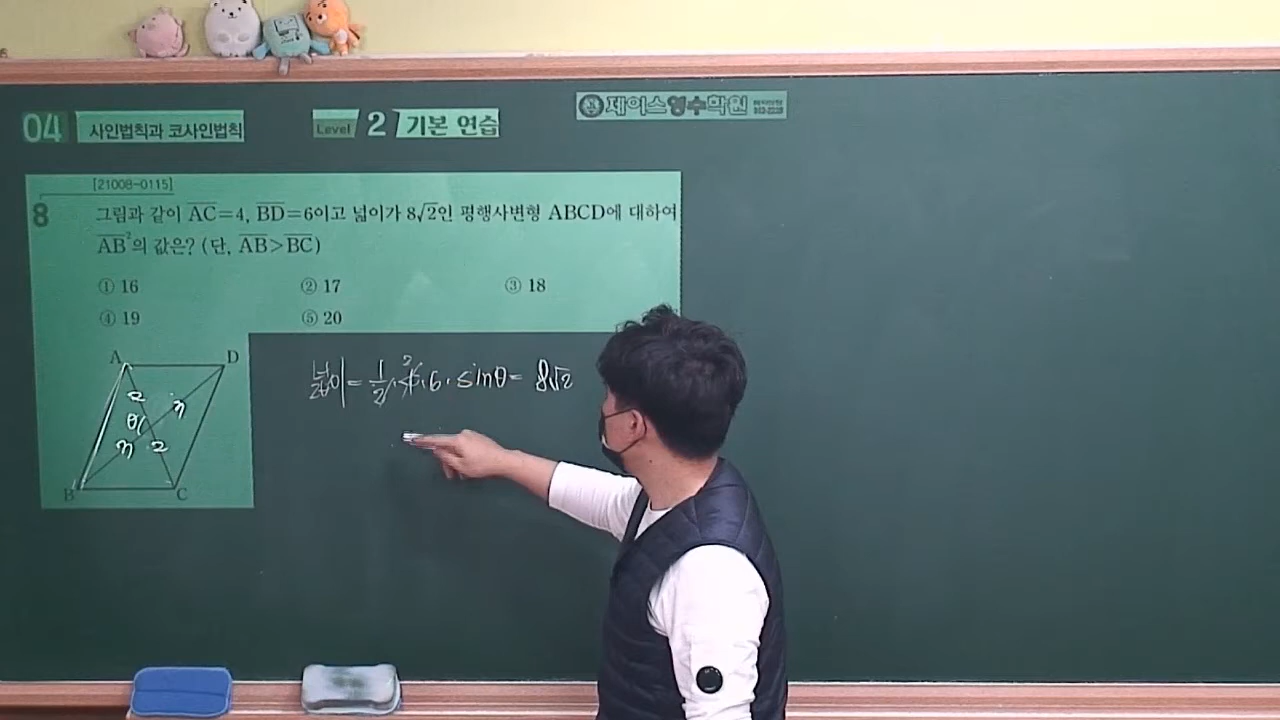 제이스영수학원
04 사인법칙과 코사인법칙 Level 2 기본 연습
[21008-0115]
8 그림과 같이 AC=4, BD=6이고 넓이가 8√2인 평행사변형 ABCD에 대하여
AB²의 값은? (단, AB>BC)
① 16 ② 17 ③ 18
④ 19 ⑤ 20
A D
2
θ
2
B C
넓이=1/2·4·6·sinθ=8√2
2